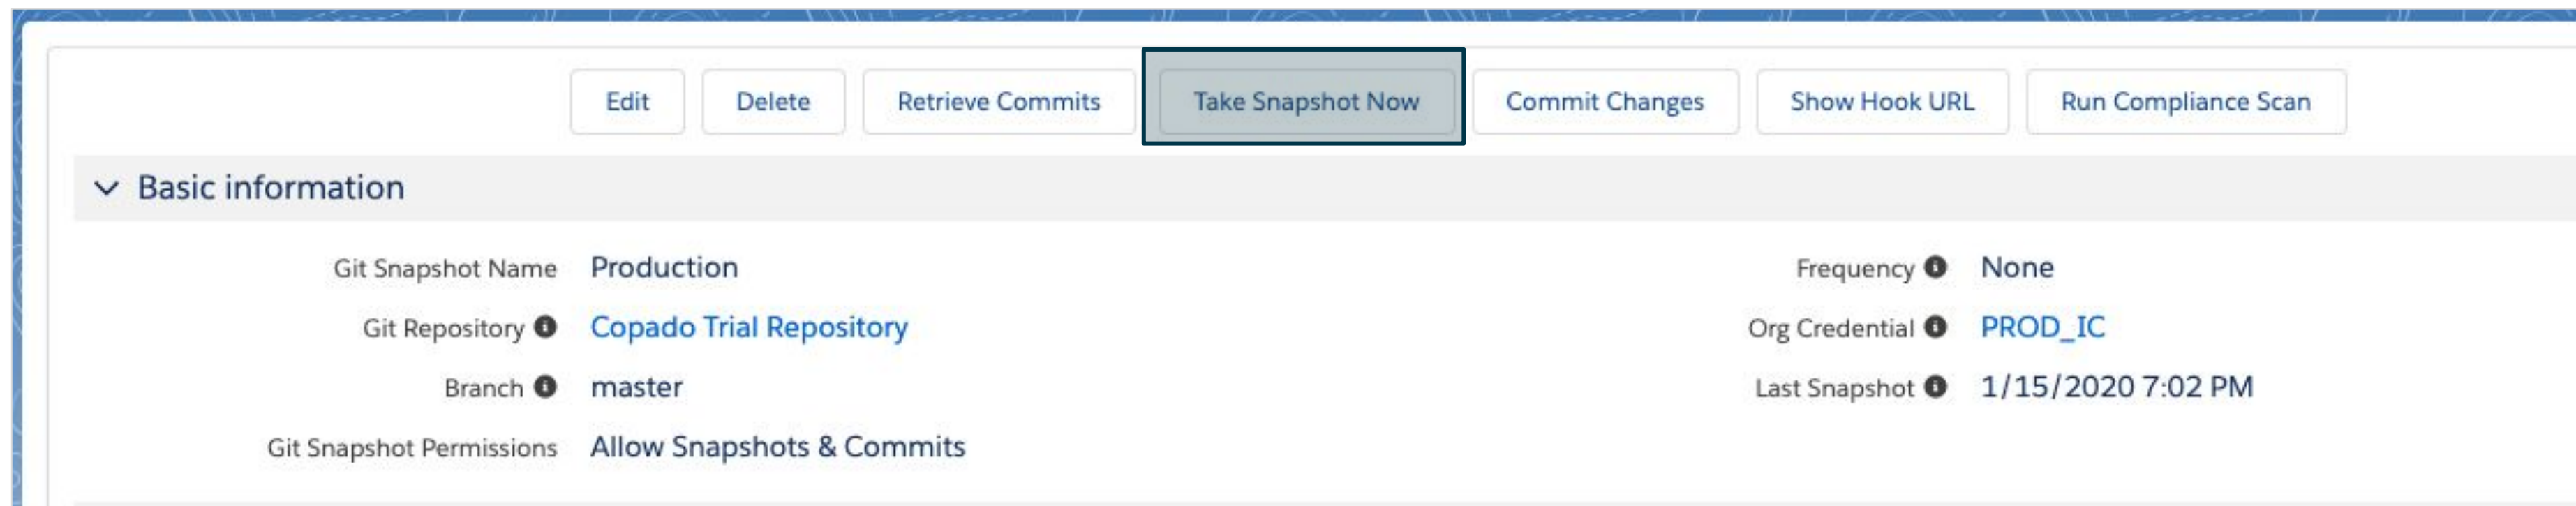 Edit Delete Retrieve Commits Take Snapshot Now Commit Changes Show Hook URL Run Compliance Scan
Basic information
Git Snapshot Name Production Frequency None
Git Repository Copado Trial Repository Org Credential PROD_IC
Branch master Last Snapshot 1/15/2020 7:02 PM
Git Snapshot Permissions Allow Snapshots & Commits